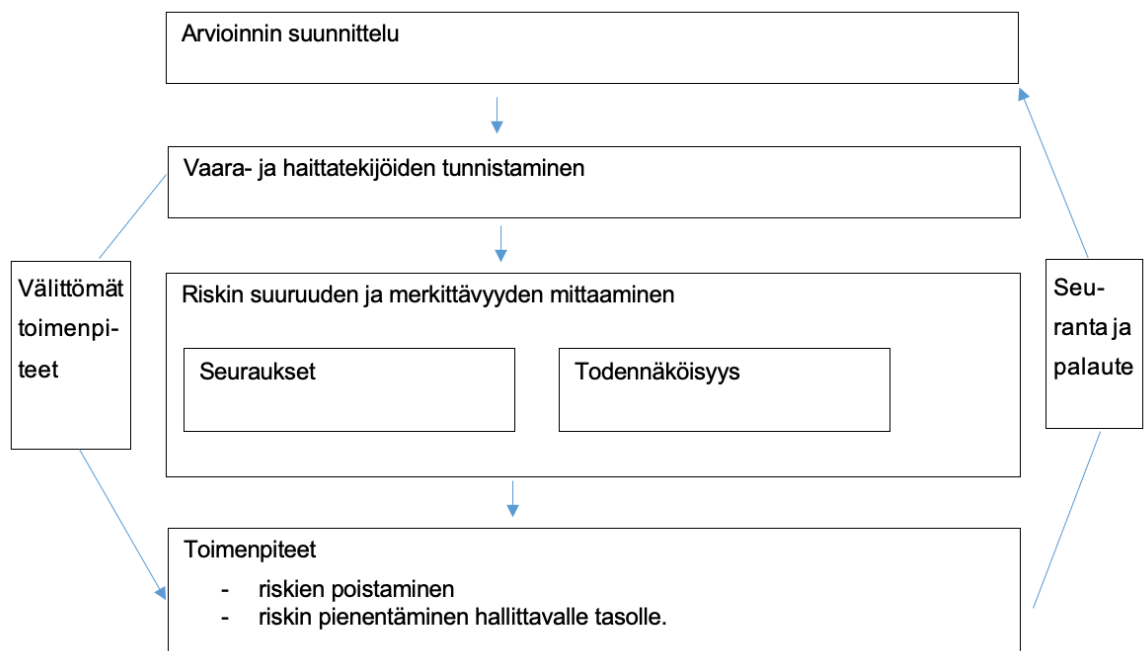 Arvioinnin suunnittelu
Vaara- ja haittatekijöiden tunnistaminen
Välittömät
toimenpi-
teet
Riskin suuruuden ja merkittävyyden mittaaminen
Seuraukset
Todennäköisyys
Seu-
ranta ja
palaute
Toimenpiteet
- riskien poistaminen
- riskin pienentäminen hallittavalle tasolle.